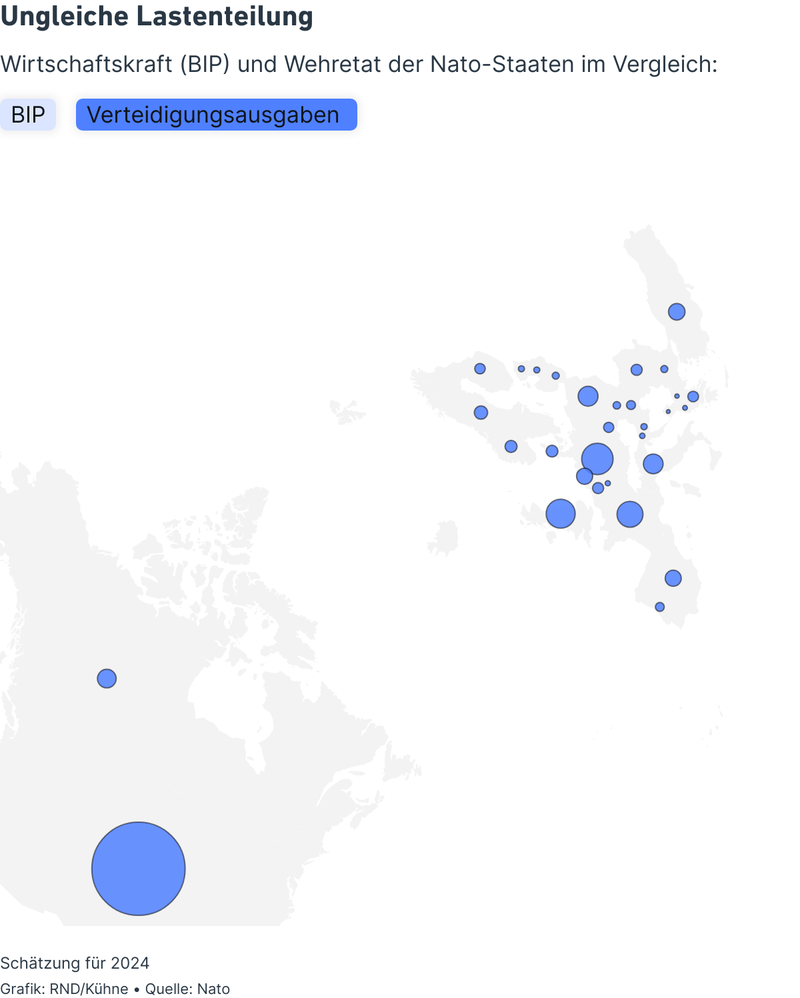 Ungleiche Lastenteilung
Wirtschaftskraft (BIP) und Wehretat der Nato-Staaten im Vergleich:
BIP Verteidigungsausgaben
Schätzung für 2024
Grafik: RND/Kühne • Quelle: Nato